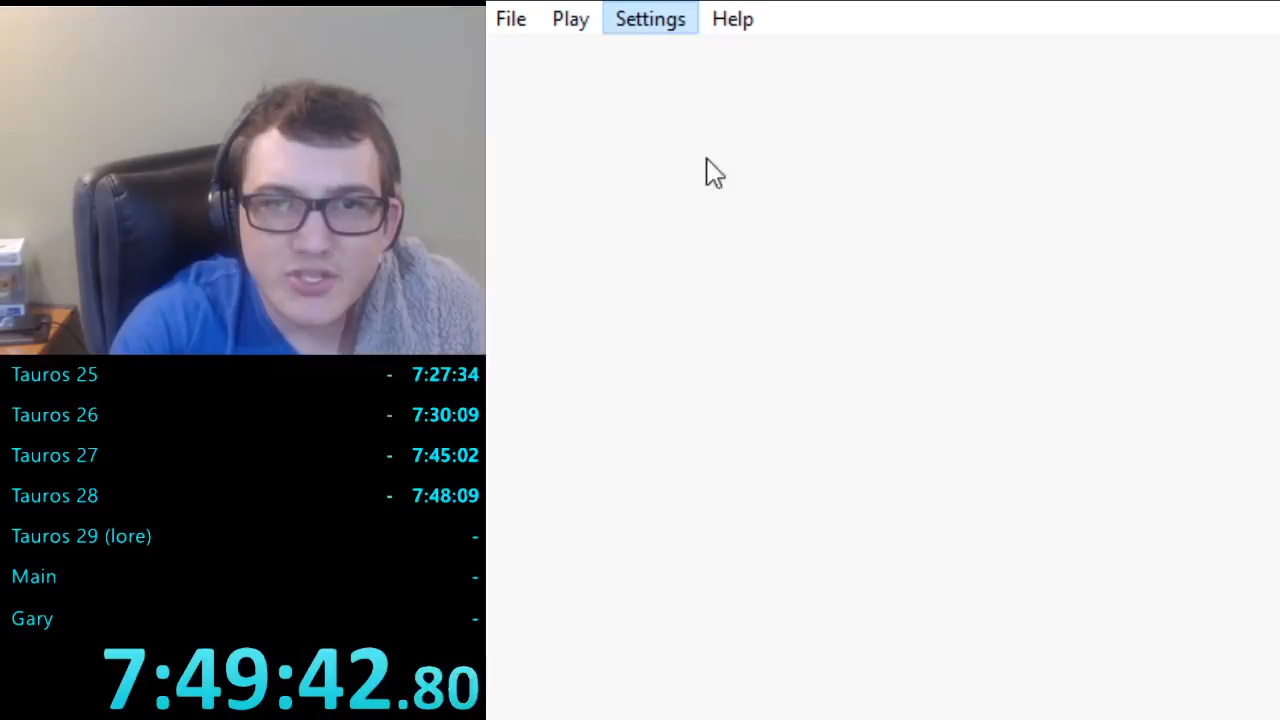 File Play Settings Help
Tauros 25 - 7:27:34
Tauros 26 - 7:30:09
Tauros 27 - 7:45:02
Tauros 28 - 7:48:09
Tauros 29 (lore) -
Main -
Gary -
7:49:42.80